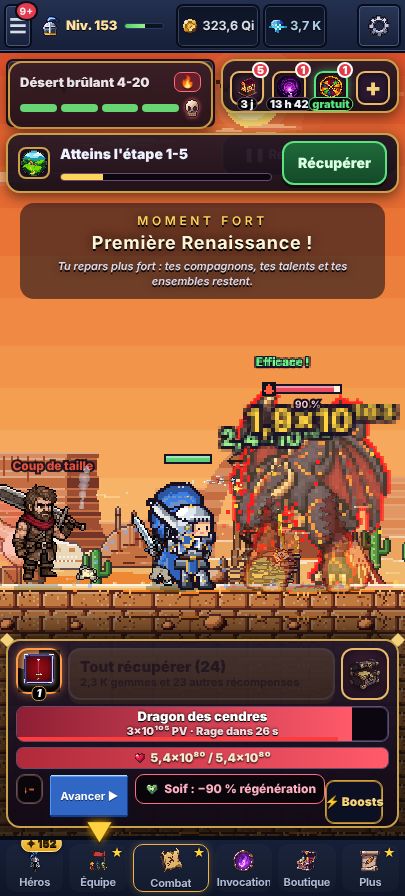 9+
Niv. 153
323,6 Qi
3,7 K
Désert brûlant 4-20
5
3 j
1
13 h 42
1
gratuit
+
Atteins l'étape 1-5
Récupérer
MOMENT FORT
Première Renaissance !
Tu repars plus fort : tes compagnons, tes talents et tes
ensembles restent.
Efficace !
90 %
Coup de taille
1
Tout récupérer (24)
2,3 K gemmes et 23 autres récompenses
Dragon des cendres
3×10¹⁰⁵ PV · Rage dans 26 s
5,4×10⁸⁰ / 5,4×10⁸⁰
Avancer ▶
Soif : −90 % régénération
⚡ Boosts
Héros
Équipe
Combat
Invocation
Boutique
Plus